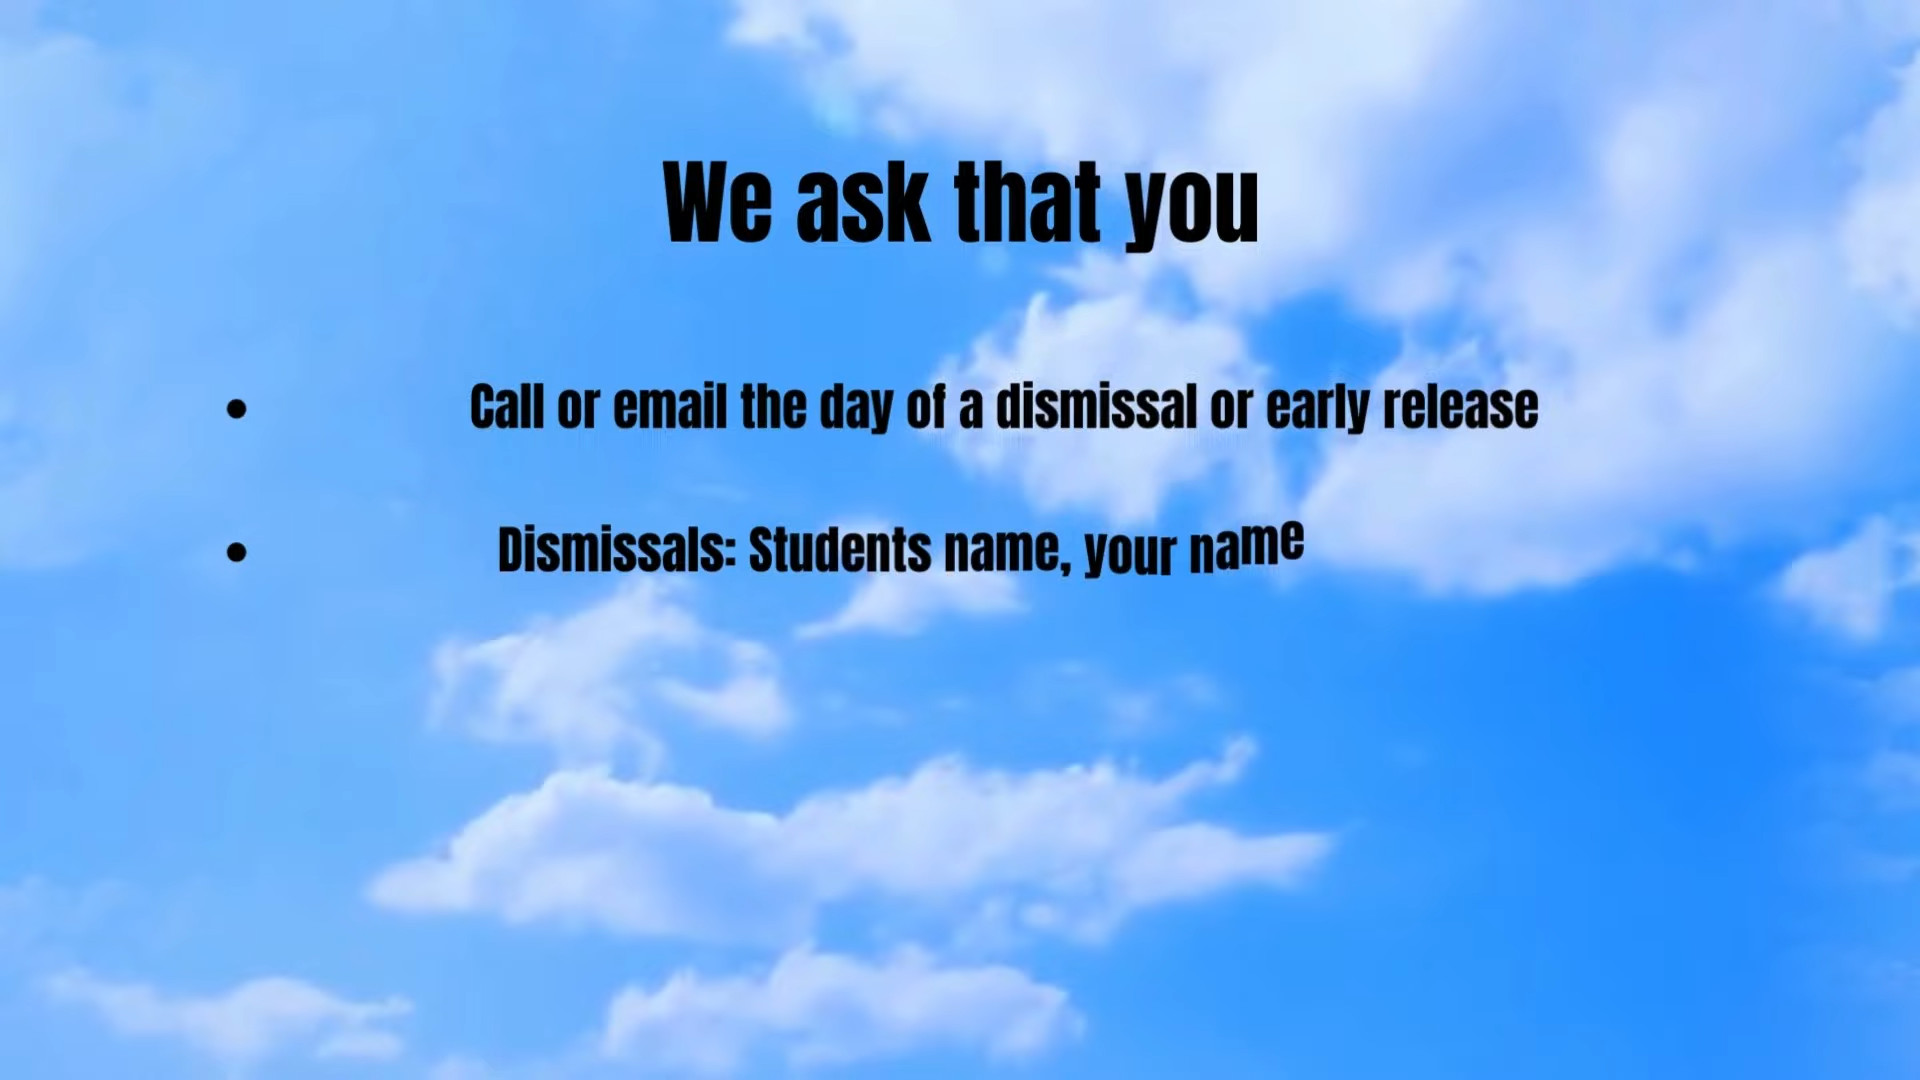 We ask that you
• Call or email the day of a dismissal or early release
• Dismissals: Students name, your name